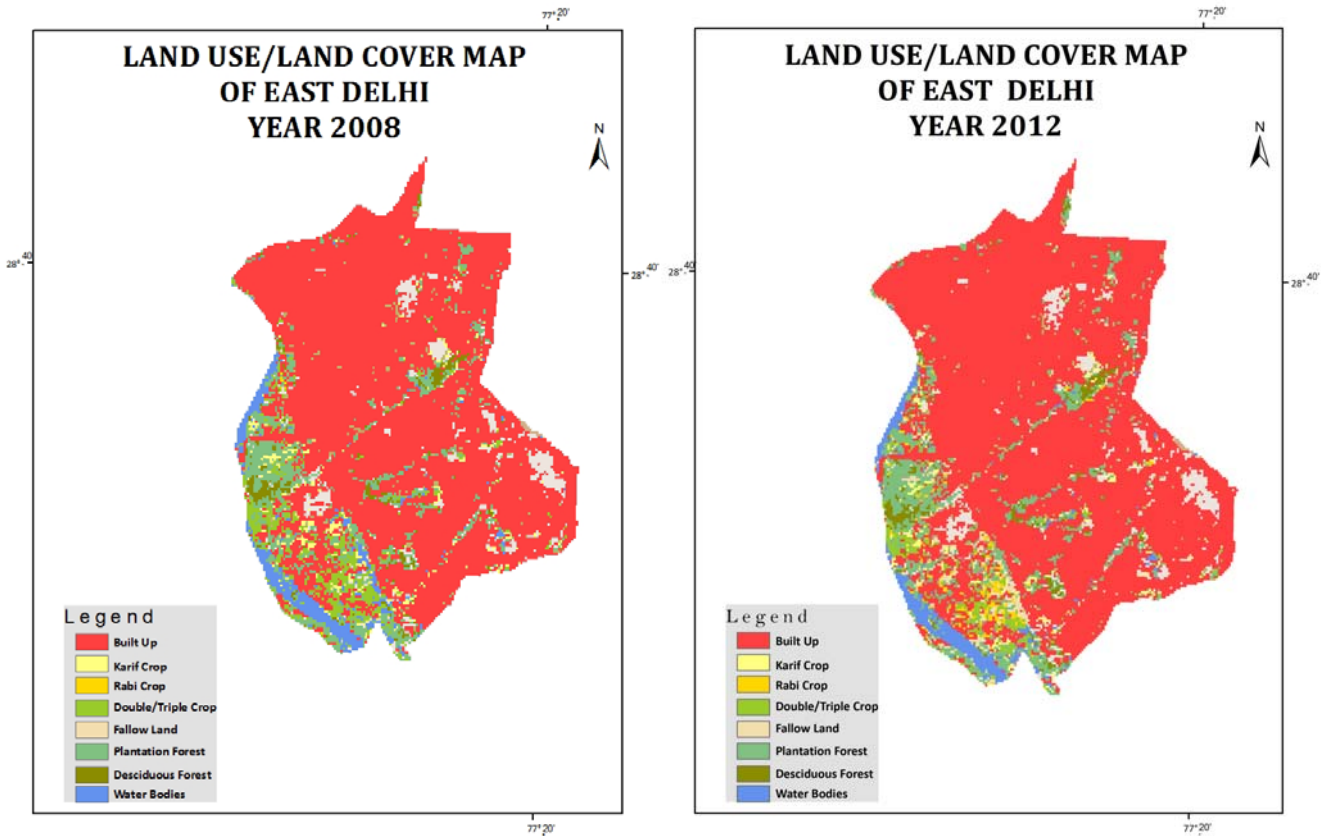 77°20'
LAND USE/LAND COVER MAP
OF EAST DELHI
YEAR 2008
N
28°40'
28°40'
Legend
Built Up
Karif Crop
Rabi Crop
Double/Triple Crop
Fallow Land
Plantation Forest
Desciduous Forest
Water Bodies
77°20'
77°20'
LAND USE/LAND COVER MAP
OF EAST DELHI
YEAR 2012
N
28°40'
28°40'
Legend
Built Up
Karif Crop
Rabi Crop
Double/Triple Crop
Fallow Land
Plantation Forest
Desciduous Forest
Water Bodies
77°20'